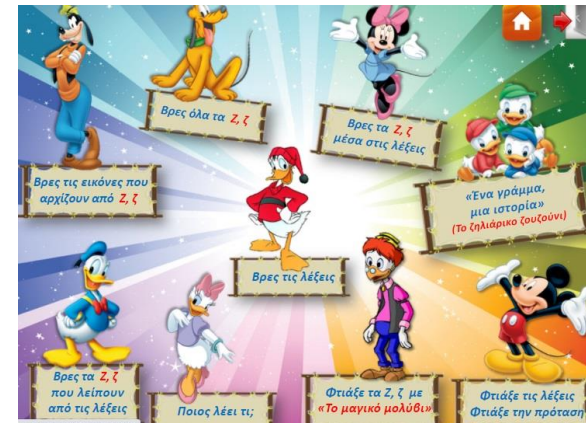 Βρες όλα τα Ζ, ζ
Βρες τα Ζ, ζ
μέσα στις λέξεις
Βρες τις εικόνες που
αρχίζουν από Ζ, ζ
«Ένα γράμμα,
μια ιστορία»
(Το ζηλιάρικο ζουζούνι)
Βρες τις λέξεις
Βρες τα Ζ, ζ
που λείπουν
από τις λέξεις
Ποιος λέει τι;
Φτιάξε τα Ζ, ζ με
«Το μαγικό μολύβι»
Φτιάξε τις λέξεις
Φτιάξε την πρόταση